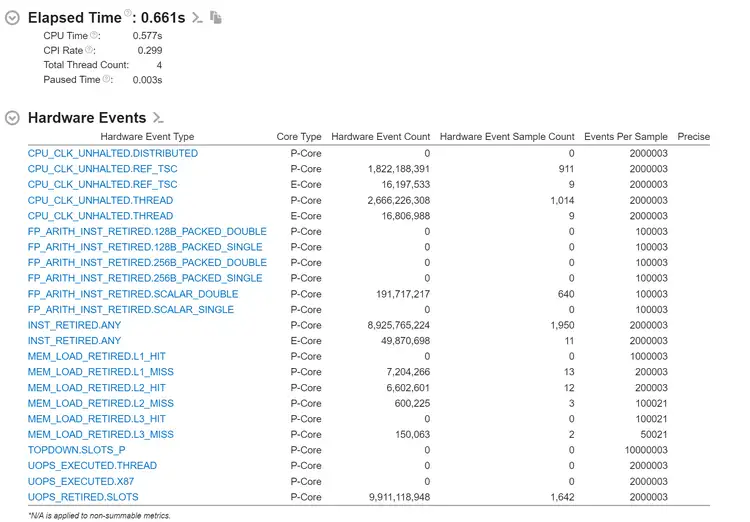 Elapsed Time: 0.661s
CPU Time: 0.577s
CPI Rate: 0.299
Total Thread Count: 4
Paused Time: 0.003s
Hardware Events
Hardware Event Type Core Type Hardware Event Count Hardware Event Sample Count Events Per Sample Precise
CPU_CLK_UNHALTED.DISTRIBUTED P-Core 0 0 2000003
CPU_CLK_UNHALTED.REF_TSC P-Core 1,822,188,391 911 2000003
CPU_CLK_UNHALTED.REF_TSC E-Core 16,197,533 9 2000003
CPU_CLK_UNHALTED.THREAD P-Core 2,666,226,308 1,014 2000003
CPU_CLK_UNHALTED.THREAD E-Core 16,806,988 9 2000003
FP_ARITH_INST_RETIRED.128B_PACKED_DOUBLE P-Core 0 0 100003
FP_ARITH_INST_RETIRED.128B_PACKED_SINGLE P-Core 0 0 100003
FP_ARITH_INST_RETIRED.256B_PACKED_DOUBLE P-Core 0 0 100003
FP_ARITH_INST_RETIRED.256B_PACKED_SINGLE P-Core 0 0 100003
FP_ARITH_INST_RETIRED.SCALAR_DOUBLE P-Core 191,717,217 640 100003
FP_ARITH_INST_RETIRED.SCALAR_SINGLE P-Core 0 0 100003
INST_RETIRED.ANY P-Core 8,925,765,224 1,950 2000003
INST_RETIRED.ANY E-Core 49,870,698 11 2000003
MEM_LOAD_RETIRED.L1_HIT P-Core 0 0 1000003
MEM_LOAD_RETIRED.L1_MISS P-Core 7,204,266 13 200003
MEM_LOAD_RETIRED.L2_HIT P-Core 6,602,601 12 200003
MEM_LOAD_RETIRED.L2_MISS P-Core 600,225 3 100021
MEM_LOAD_RETIRED.L3_HIT P-Core 0 0 100021
MEM_LOAD_RETIRED.L3_MISS P-Core 150,063 2 50021
TOPDOWN.SLOTS_P P-Core 0 0 10000003
UOPS_EXECUTED.THREAD P-Core 0 0 2000003
UOPS_EXECUTED.X87 P-Core 0 0 2000003
UOPS_RETIRED.SLOTS P-Core 9,911,118,948 1,642 2000003
*N/A is applied to non-summable metrics.